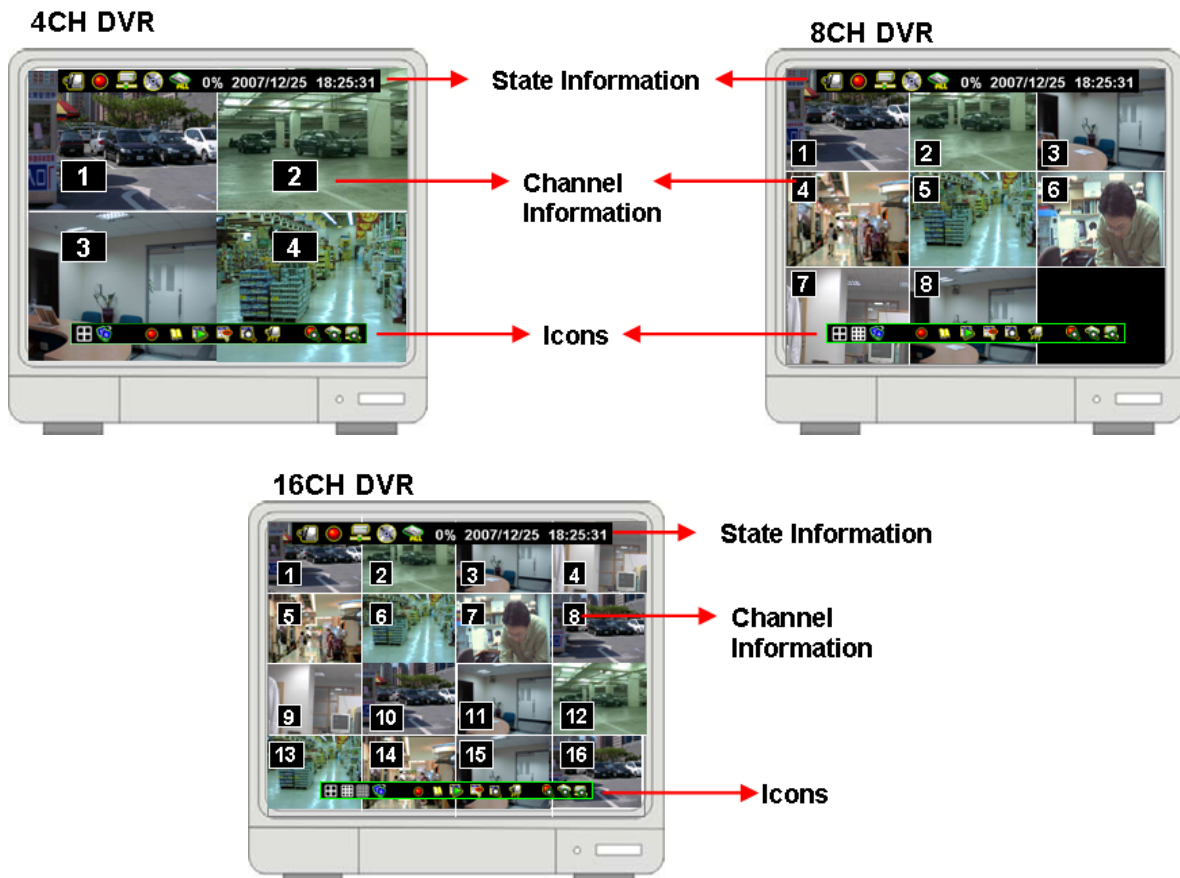 4CH DVR
8CH DVR
0% 2007/12/25 18:25:31
State Information
0% 2007/12/25 18:25:31
1
2
Channel
Information
1
2
3
4
5
6
3
4
7
8
Icons
16CH DVR
0% 2007/12/25 18:25:31
State Information
1
2
3
4
5
6
7
8
Channel
Information
9
10
11
12
13
14
15
16
Icons